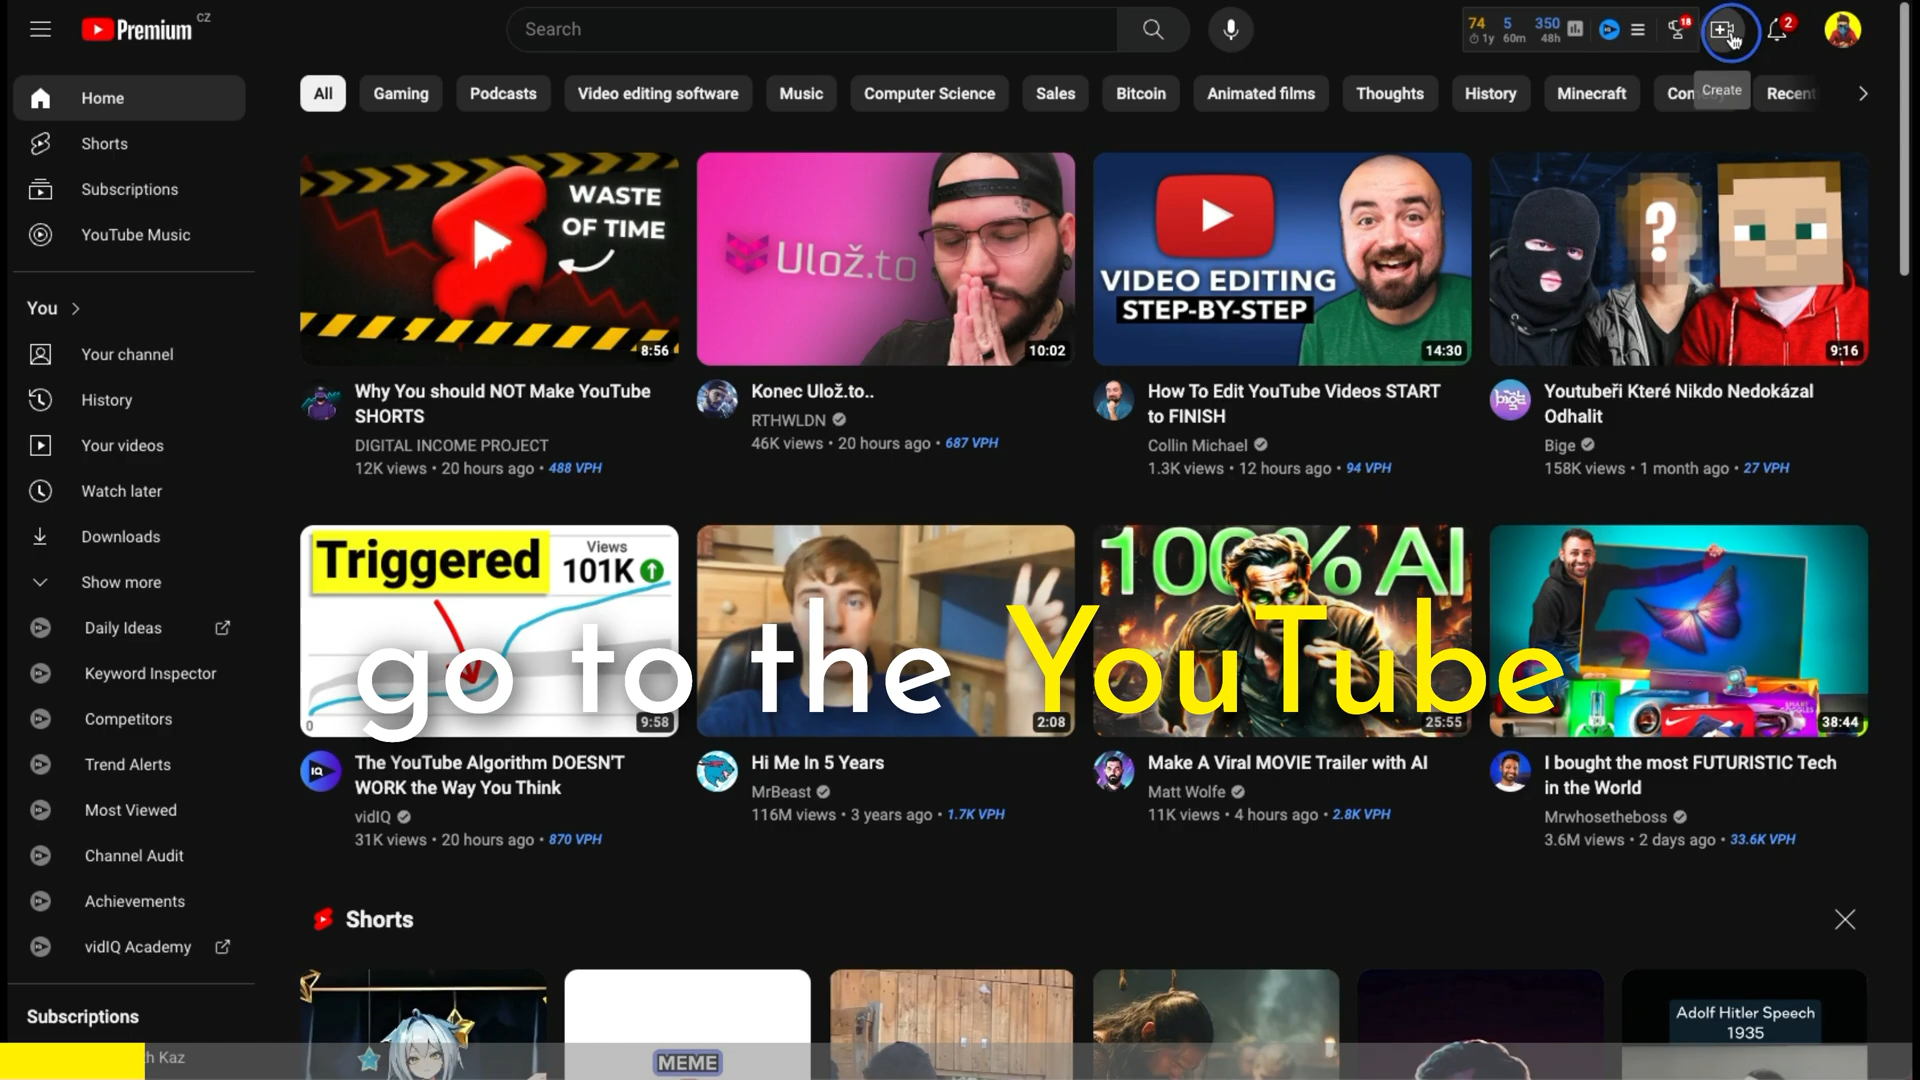 Premium CZ
Search
74 5 350
1y 60m 48h
18
2
Create
Home
Shorts
Subscriptions
YouTube Music
You
Your channel
History
Your videos
Watch later
Downloads
Show more
Daily Ideas
Keyword Inspector
Competitors
Trend Alerts
Most Viewed
Channel Audit
Achievements
vidIQ Academy
Subscriptions
h Kaz
All Gaming Podcasts Video editing software Music Computer Science Sales Bitcoin Animated films Thoughts History Minecraft Com Recent
WASTE
OF TIME
8:56
Why You should NOT Make YouTube
SHORTS
DIGITAL INCOME PROJECT
12K views • 20 hours ago • 488 VPH
Ulož.to
10:02
Konec Ulož.to..
RTHWLDN
46K views • 20 hours ago • 687 VPH
VIDEO EDITING
STEP-BY-STEP
14:30
How To Edit YouTube Videos START
to FINISH
Collin Michael
1.3K views • 12 hours ago • 94 VPH
?
9:16
Youtubeři Které Nikdo Nedokázal
Odhalit
Bige
158K views • 1 month ago • 27 VPH
Triggered
Views
101K
0
9:58
The YouTube Algorithm DOESN'T
WORK the Way You Think
vidIQ
31K views • 20 hours ago • 870 VPH
2:08
Hi Me In 5 Years
MrBeast
116M views • 3 years ago • 1.7K VPH
100% AI
25:55
Make A Viral MOVIE Trailer with AI
Matt Wolfe
11K views • 4 hours ago • 2.8K VPH
38:44
I bought the most FUTURISTIC Tech
in the World
Mrwhosetheboss
3.6M views • 2 days ago • 33.6K VPH
go to the YouTube
Shorts
MEME
Adolf Hitler Speech
1935